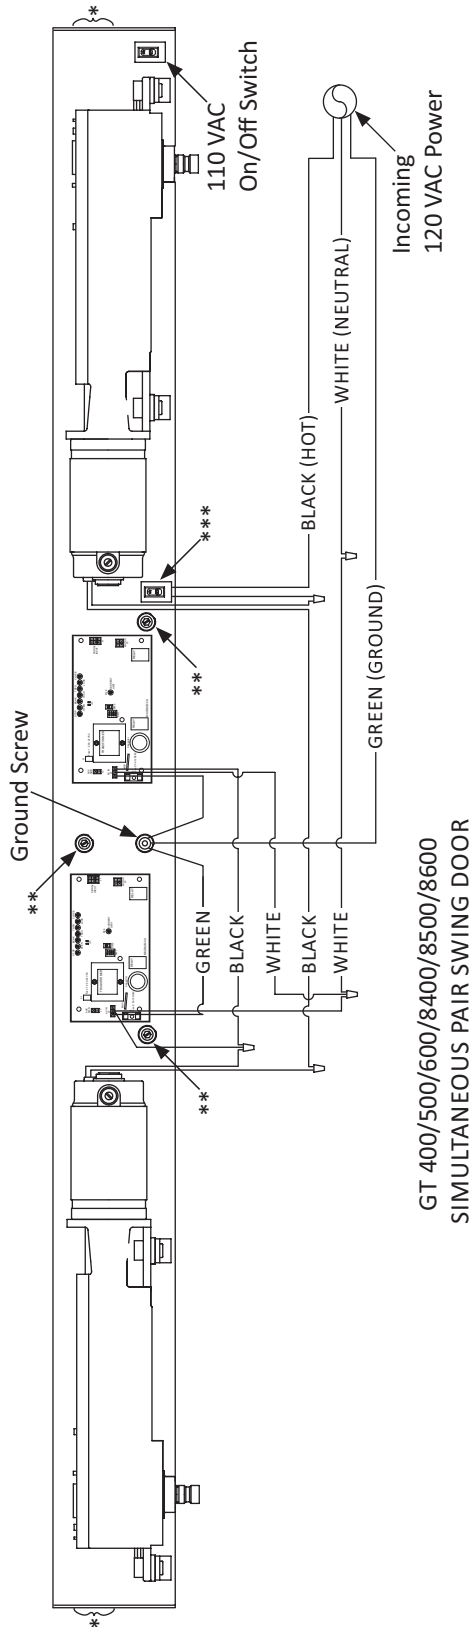 *
110 VAC
On/Off Switch
Incoming
120 VAC Power
BLACK (HOT)
WHITE (NEUTRAL)
GREEN (GROUND)
***
**
Ground Screw
**
GREEN
BLACK
WHITE
BLACK
WHITE
**
*
GT 400/500/600/8400/8500/8600
SIMULTANEOUS PAIR SWING DOOR